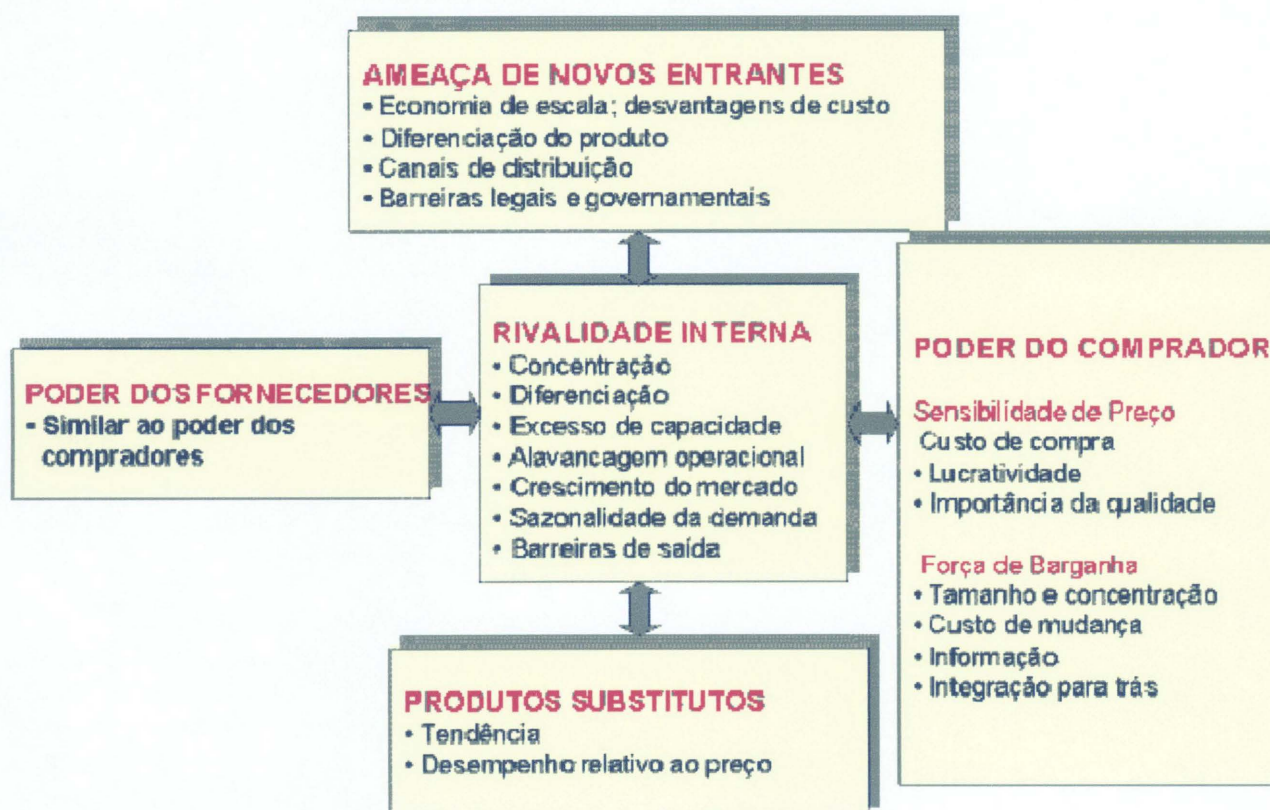 AMEAÇA DE NOVOS ENTRANTES
• Economia de escala; desvantagens de custo
• Diferenciação do produto
• Canais de distribuição
• Barreiras legais e governamentais
PODER DOS FORNECEDORES
- Similar ao poder dos
compradores
RIVALIDADE INTERNA
• Concentração
• Diferenciação
• Excesso de capacidade
• Alavancagem operacional
• Crescimento do mercado
• Sazonalidade da demanda
• Barreiras de saída
PODER DO COMPRADOR
Sensibilidade de Preço
Custo de compra
• Lucratividade
• Importância da qualidade
Força de Barganha
• Tamanho e concentração
• Custo de mudança
• Informação
• Integração para trás
PRODUTOS SUBSTITUTOS
• Tendência
• Desempenho relativo ao preço